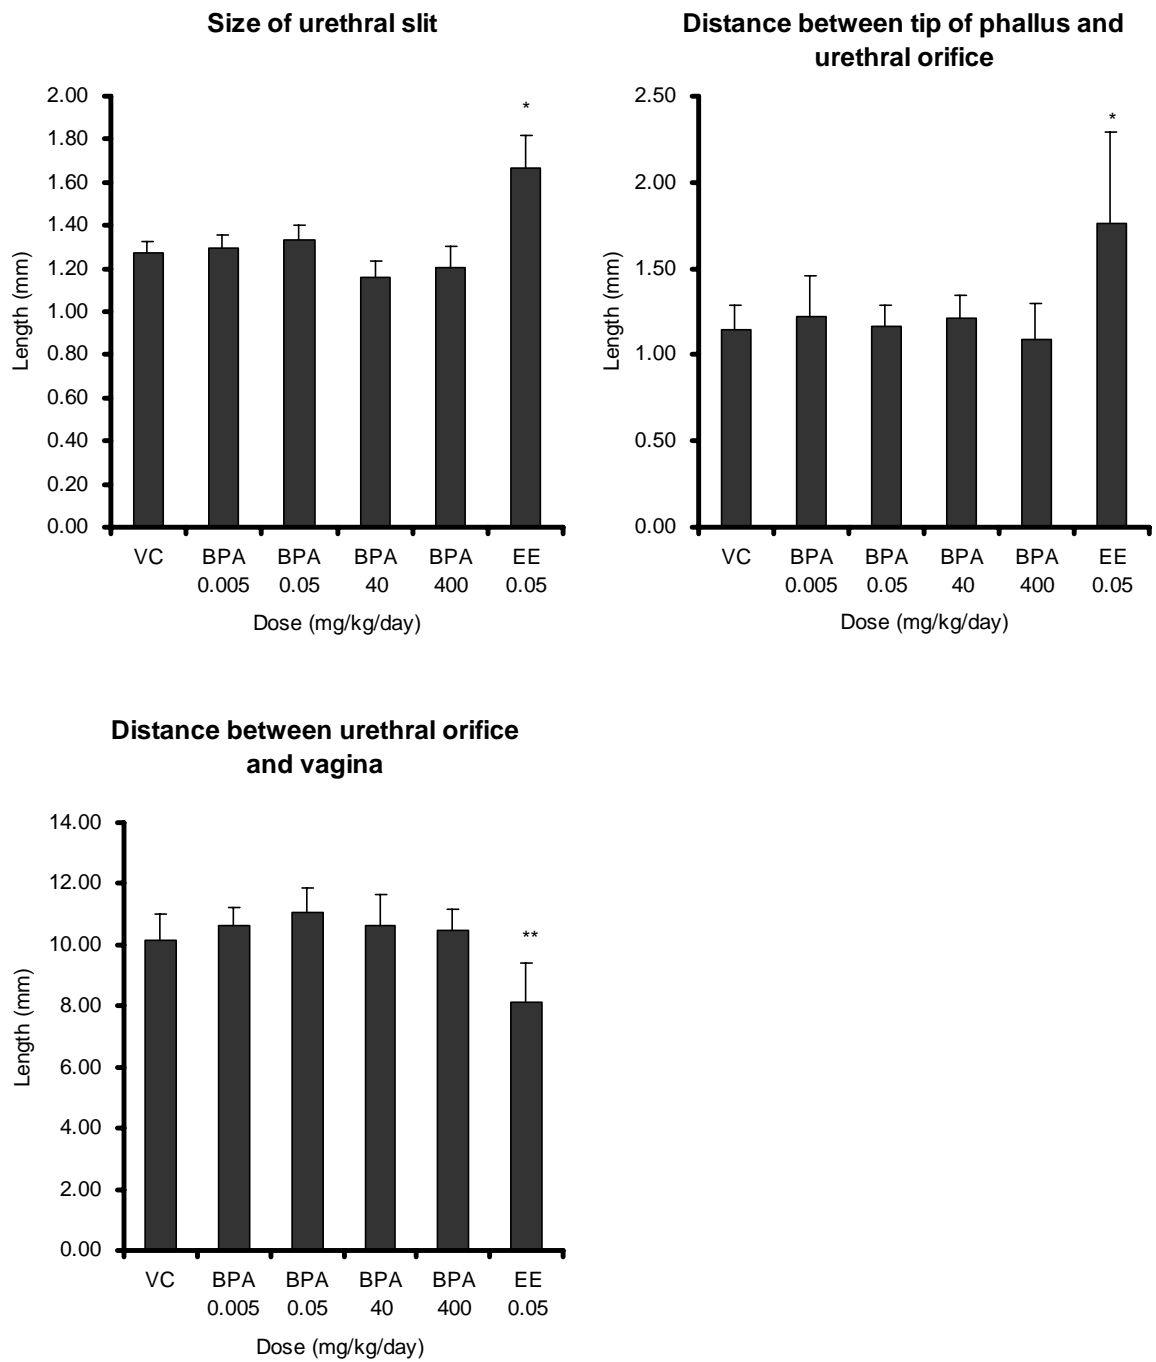 Size of urethral slit
2.00
1.80
1.60
1.40
1.20
1.00
0.80
0.60
0.40
0.20
0.00
Length (mm)
*
VC BPA BPA BPA BPA EE
0.005 0.05 40 400 0.05
Dose (mg/kg/day)
Distance between tip of phallus and
urethral orifice
2.50
2.00
1.50
1.00
0.50
0.00
Length (mm)
*
VC BPA BPA BPA BPA EE
0.005 0.05 40 400 0.05
Dose (mg/kg/day)
Distance between urethral orifice
and vagina
14.00
12.00
10.00
8.00
6.00
4.00
2.00
0.00
Length (mm)
**
VC BPA BPA BPA BPA EE
0.005 0.05 40 400 0.05
Dose (mg/kg/day)